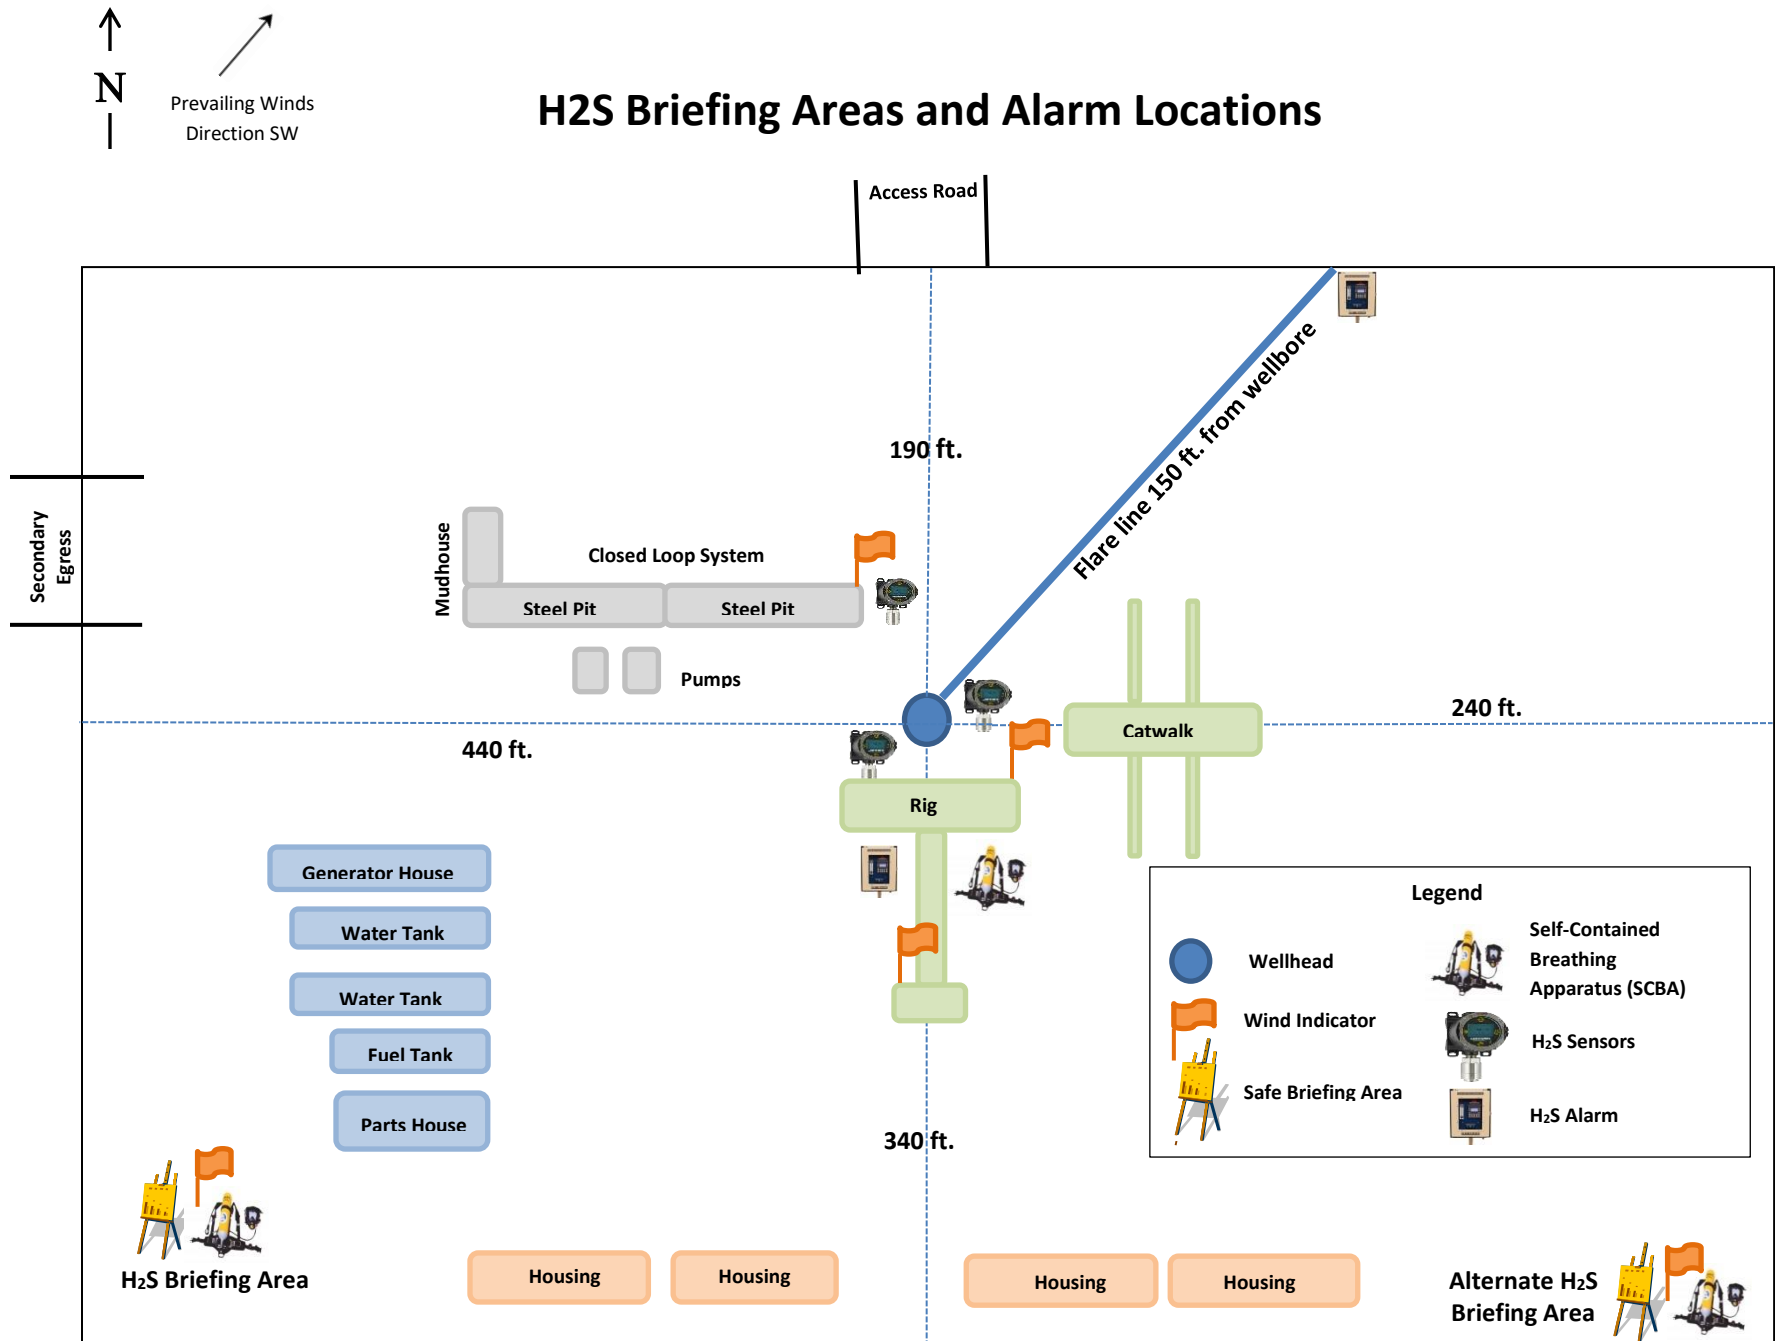 N
Prevailing Winds
Direction SW
H2S Briefing Areas and Alarm Locations
Access Road
190 ft.
Flare line 150 ft. from wellbore
Secondary
Egress
Mudhouse
Closed Loop System
Steel Pit
Steel Pit
Pumps
440 ft.
240 ft.
Catwalk
Rig
Generator House
Water Tank
Water Tank
Fuel Tank
Parts House
340 ft.
Legend
Wellhead
Wind Indicator
Safe Briefing Area
Self-Contained
Breathing
Apparatus (SCBA)
H2S Sensors
H2S Alarm
H2S Briefing Area
Housing
Housing
Housing
Housing
Alternate H2S
Briefing Area